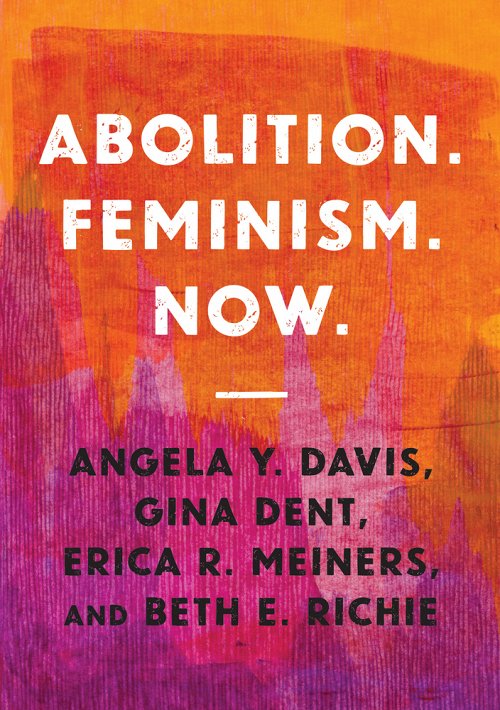 ABOLITION.
FEMINISM.
NOW.
ANGELA Y. DAVIS,
GINA DENT,
ERICA R. MEINERS,
AND BETH E. RICHIE